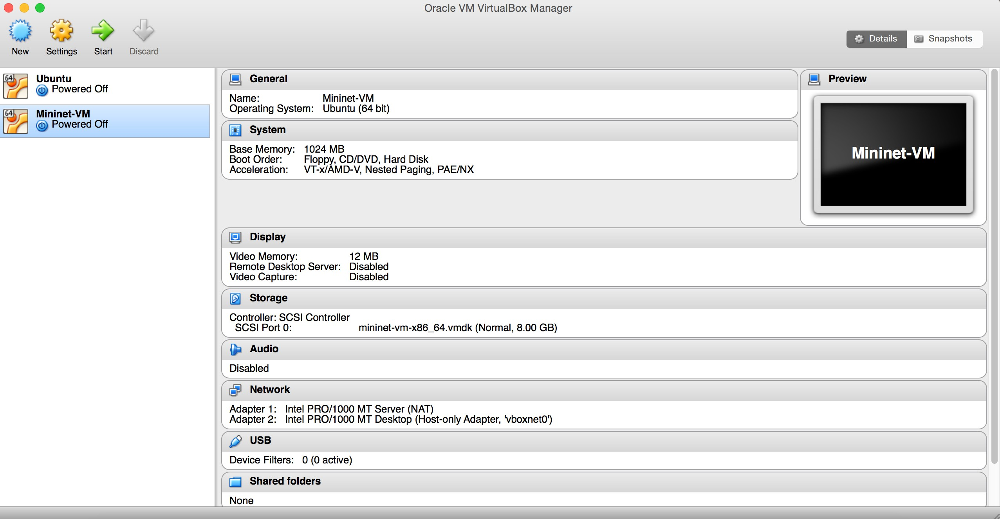 Oracle VM VirtualBox Manager
New Settings Start Discard
Details Snapshots
64 Ubuntu
Powered Off
64 Mininet-VM
Powered Off
General
Name: Mininet-VM
Operating System: Ubuntu (64 bit)
System
Base Memory: 1024 MB
Boot Order: Floppy, CD/DVD, Hard Disk
Acceleration: VT-x/AMD-V, Nested Paging, PAE/NX
Preview
Mininet-VM
Display
Video Memory: 12 MB
Remote Desktop Server: Disabled
Video Capture: Disabled
Storage
Controller: SCSI Controller
SCSI Port 0: mininet-vm-x86_64.vmdk (Normal, 8.00 GB)
Audio
Disabled
Network
Adapter 1: Intel PRO/1000 MT Server (NAT)
Adapter 2: Intel PRO/1000 MT Desktop (Host-only Adapter, 'vboxnet0')
USB
Device Filters: 0 (0 active)
Shared folders
None